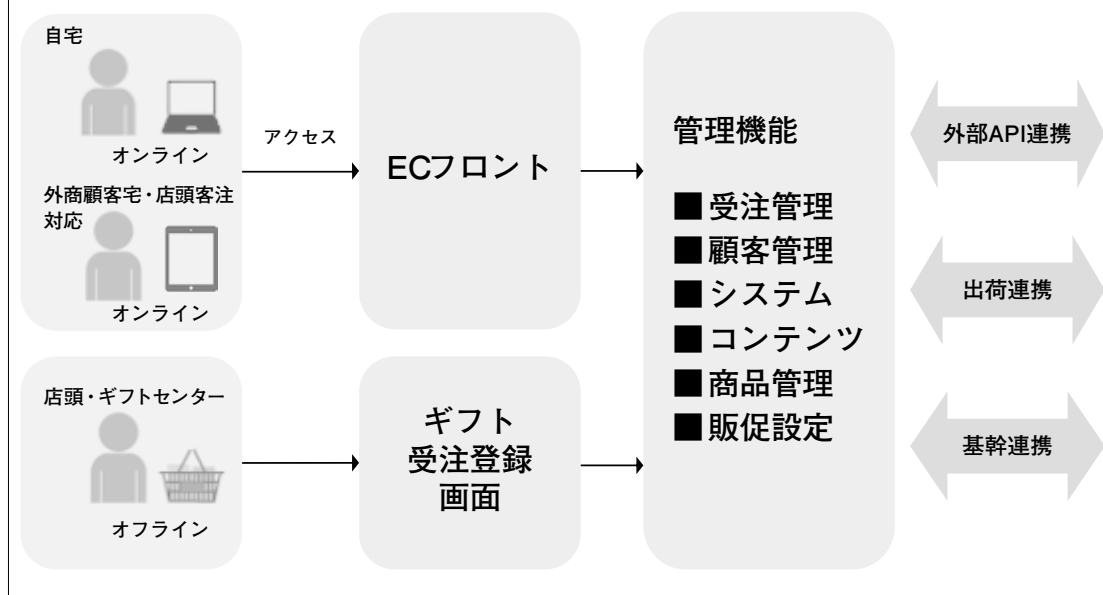 自宅
オンライン
外商顧客宅・店頭客注
対応
オンライン
アクセス
ECフロント
店頭・ギフトセンター
オフライン
ギフト
受注登録
画面
管理機能
■受注管理
■顧客管理
■システム
■コンテンツ
■商品管理
■販促設定
外部API連携
出荷連携
基幹連携